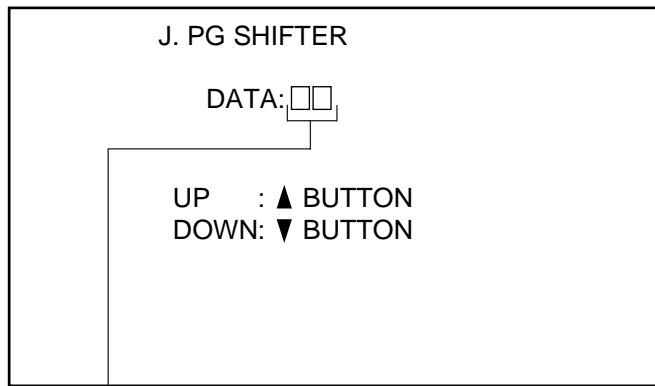 J. PG SHIFTER
DATA:□□
UP : ▲ BUTTON
DOWN: ▼ BUTTON